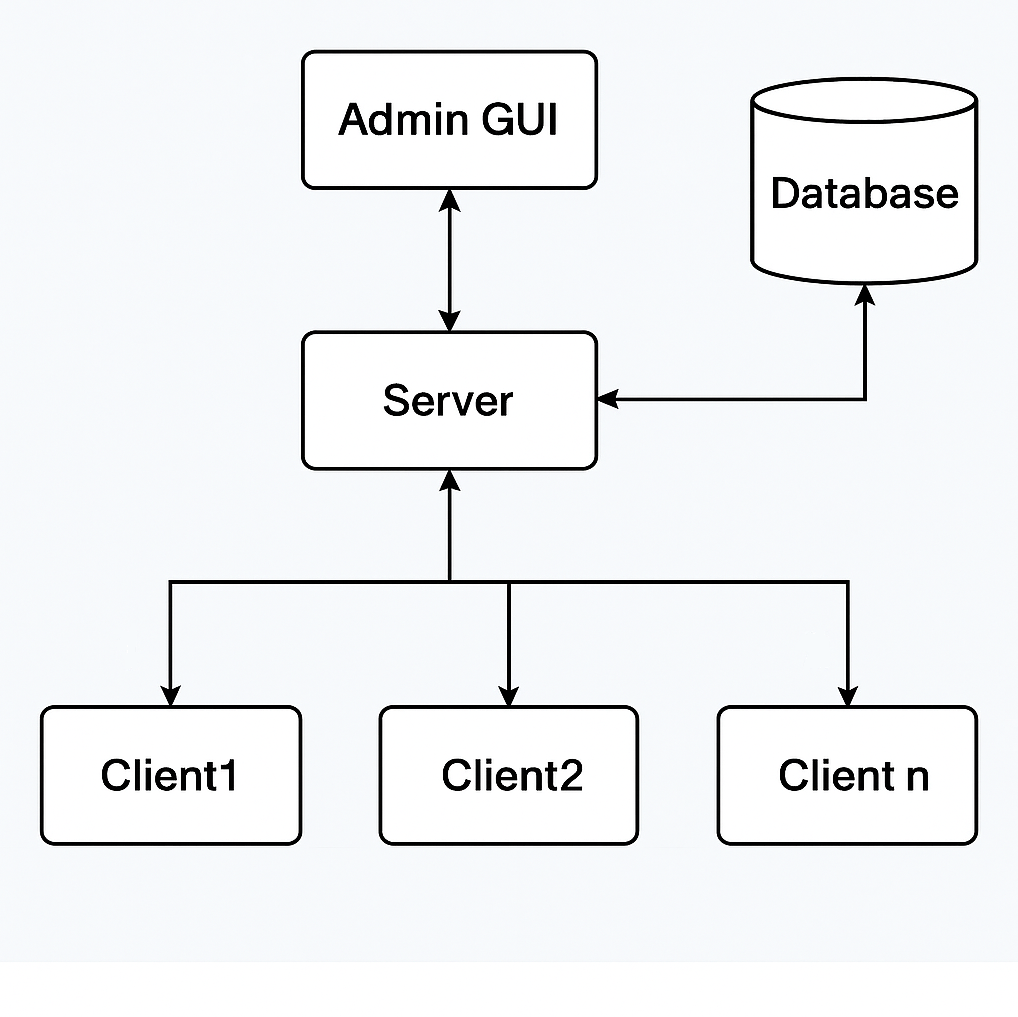 Admin GUI
Database
Server
Client1
Client2
Client n